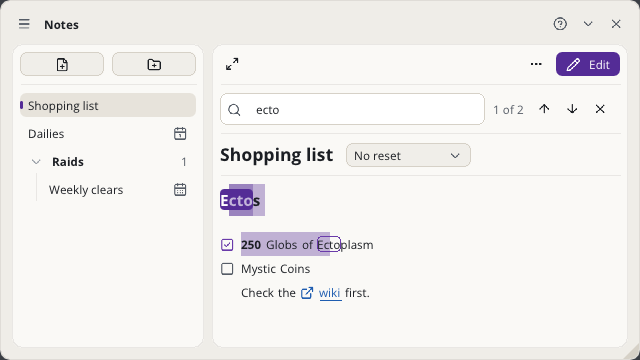 Notes
Shopping list
Dailies
1
Raids
1
Weekly clears
Edit
ecto
1 of 2
Shopping list
No reset
Ectos
250 Globs of Ectoplasm
Mystic Coins
Check the wiki first.